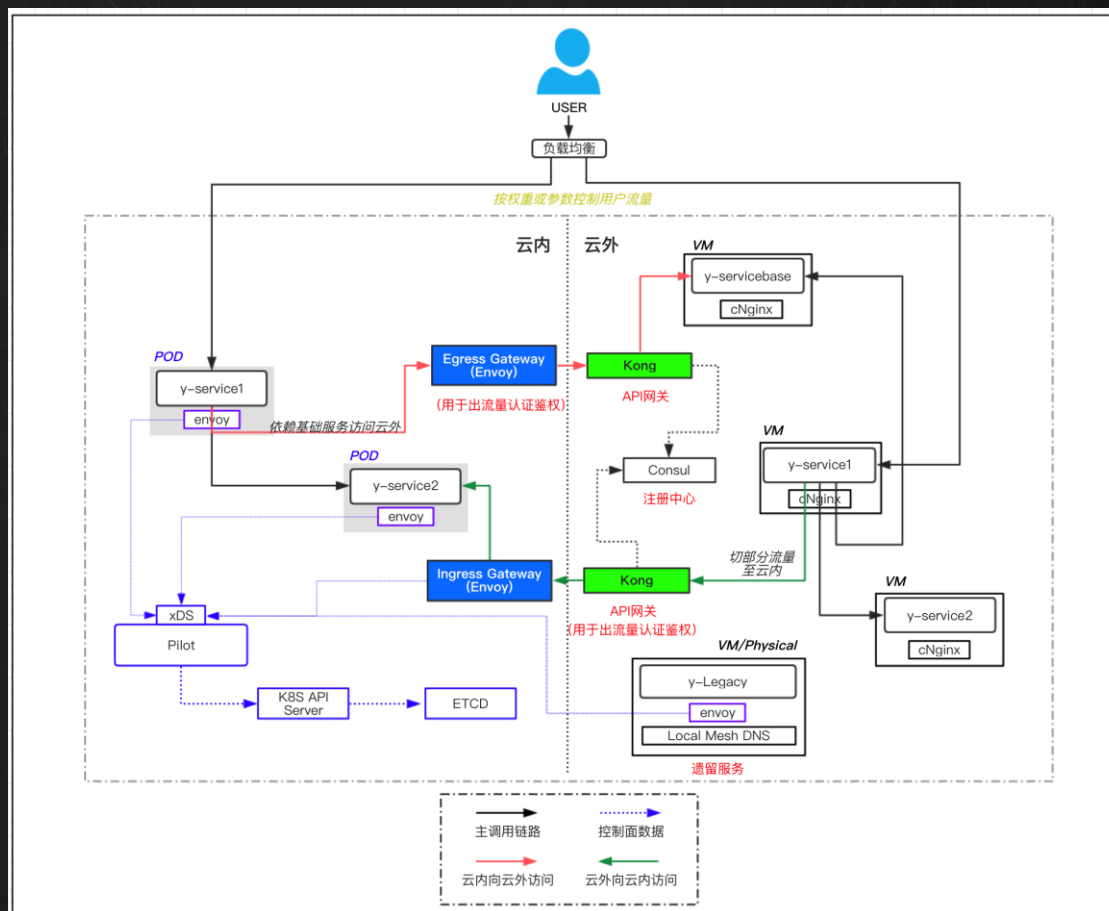 USER
负载均衡
按权重或参数控制用户流量
云内
云外
VM
y-servicebase
cNginx
POD
y-service1
envoy
依赖基础服务访问云外
Egress Gateway
(Envoy)
(用于出流量认证鉴权)
Kong
API网关
POD
y-service2
envoy
Consul
注册中心
VM
y-service1
cNginx
切部分流量
至云内
Ingress Gateway
(Envoy)
Kong
API网关
(用于出流量认证鉴权)
VM
y-service2
cNginx
xDS
Pilot
K8S API
Server
ETCD
VM/Physical
y-Legacy
envoy
Local Mesh DNS
遗留服务
主调用链路
控制面数据
云内向云外访问
云外向云内访问